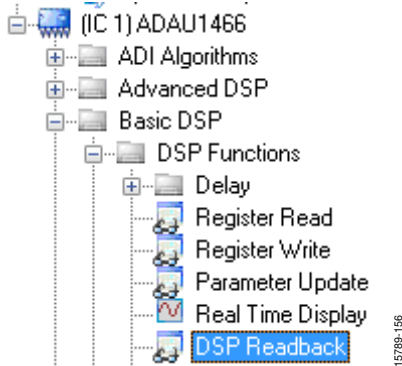 (IC 1) ADAU1466
ADI Algorithms
Advanced DSP
Basic DSP
DSP Functions
Delay
Register Read
Register Write
Parameter Update
Real Time Display
DSP Readback
15789-156